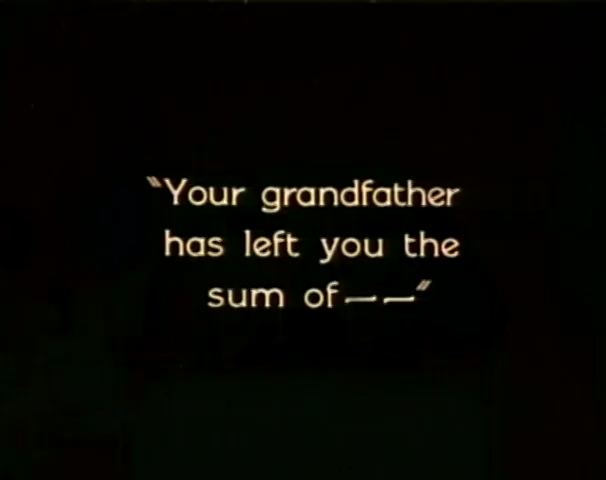 "Your grandfather
has left you the
sum of——"